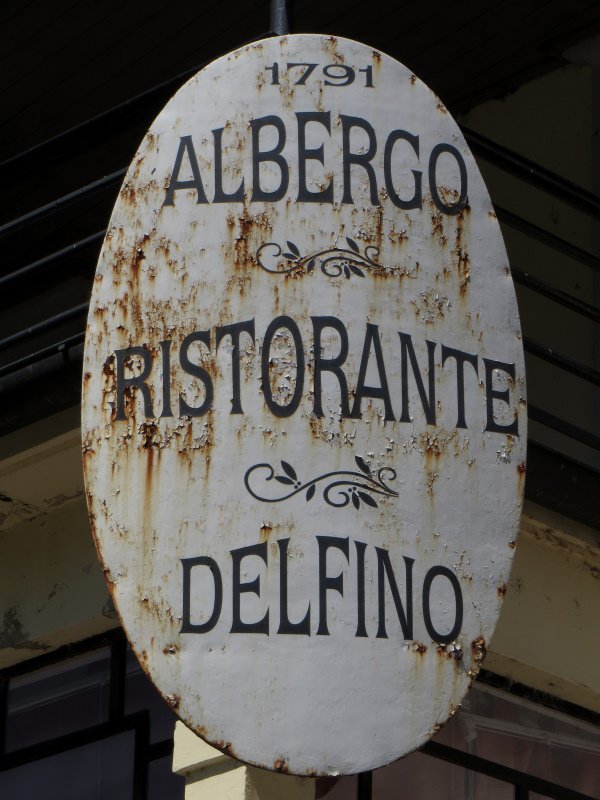 1791
ALBERGO
RISTORANTE
DELFINO